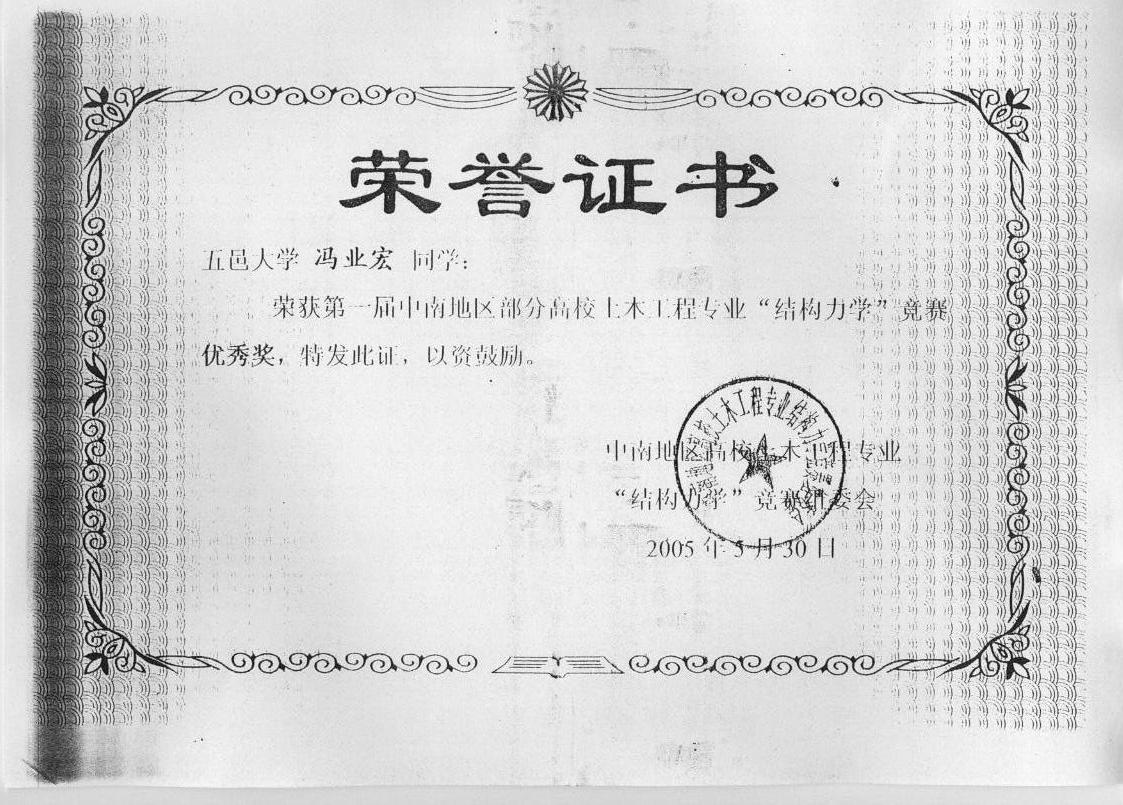 荣誉证书
五邑大学 冯业宏 同学：
荣获第一届中南地区部分高校土木工程专业“结构力学”竞赛
优秀奖，特发此证，以资鼓励。
中南地区高校土木工程专业
“结构力学”竞赛组委会
2005年5月30日